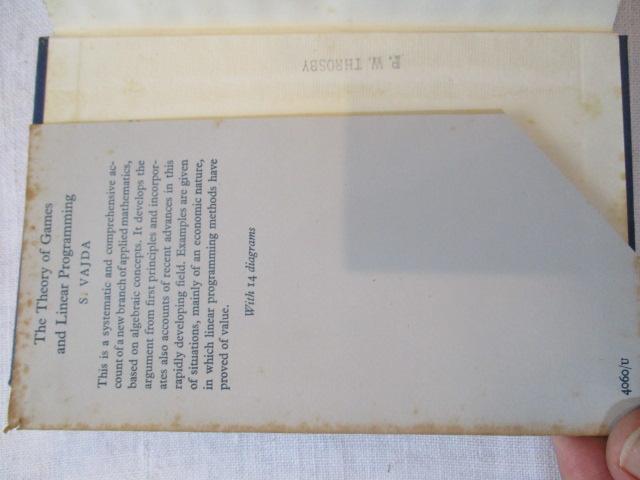 The Theory of Games
and Linear Programming
S. VAJDA
This is a systematic and comprehensive ac-
count of a new branch of applied mathematics,
based on algebraic concepts. It develops the
argument from first principles and incorpor-
ates also accounts of recent advances in this
rapidly developing field. Examples are given
of situations, mainly of an economic nature,
in which linear programming methods have
proved of value.
With 14 diagrams
4060/U
P. W. THROSBY